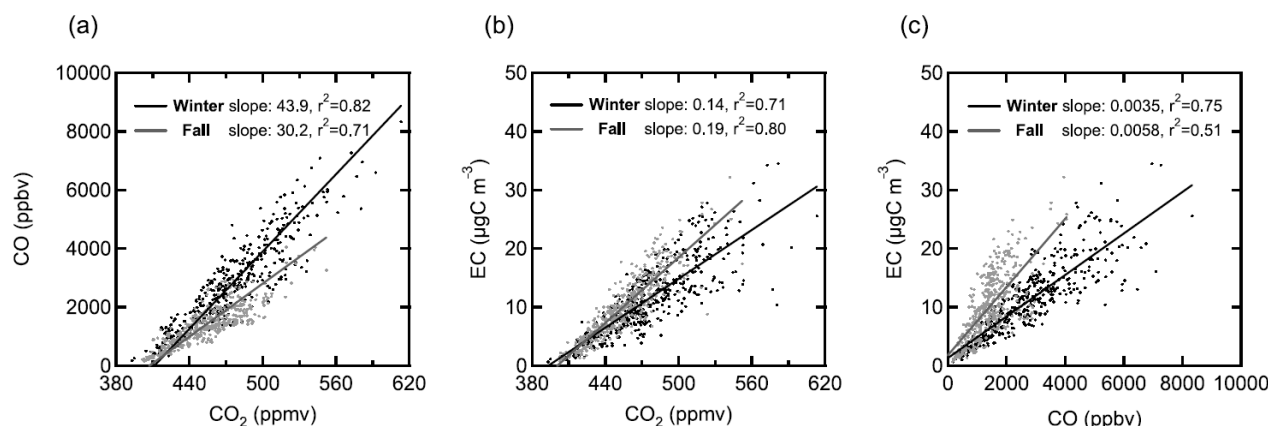 (a)
(b)
(c)
10000
8000
6000
4000
2000
0
CO (ppbv)
Winter slope: 43.9, r²=0.82
Fall slope: 30.2, r²=0.71
380
440
500
560
620
CO₂ (ppmv)
50
40
30
20
10
0
EC (µgC m⁻³)
Winter slope: 0.14, r²=0.71
Fall slope: 0.19, r²=0.80
380
440
500
560
620
CO₂ (ppmv)
50
40
30
20
10
0
EC (µgC m⁻³)
Winter slope: 0.0035, r²=0.75
Fall slope: 0.0058, r²=0.51
0
2000
4000
6000
8000
10000
CO (ppbv)